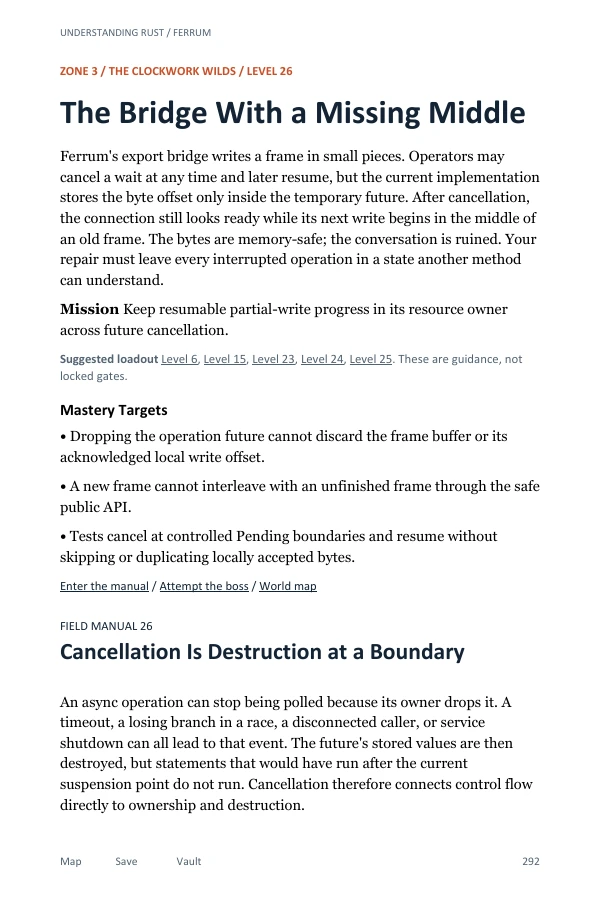 UNDERSTANDING RUST / FERRUM
ZONE 3 / THE CLOCKWORK WILDS / LEVEL 26
The Bridge With a Missing Middle
Ferrum's export bridge writes a frame in small pieces. Operators may
cancel a wait at any time and later resume, but the current implementation
stores the byte offset only inside the temporary future. After cancellation,
the connection still looks ready while its next write begins in the middle of
an old frame. The bytes are memory-safe; the conversation is ruined. Your
repair must leave every interrupted operation in a state another method
can understand.
Mission Keep resumable partial-write progress in its resource owner
across future cancellation.
Suggested loadout Level 6, Level 15, Level 23, Level 24, Level 25. These are guidance, not
locked gates.
Mastery Targets
• Dropping the operation future cannot discard the frame buffer or its
acknowledged local write offset.
• A new frame cannot interleave with an unfinished frame through the safe
public API.
• Tests cancel at controlled Pending boundaries and resume without
skipping or duplicating locally accepted bytes.
Enter the manual / Attempt the boss / World map
FIELD MANUAL 26
Cancellation Is Destruction at a Boundary
An async operation can stop being polled because its owner drops it. A
timeout, a losing branch in a race, a disconnected caller, or service
shutdown can all lead to that event. The future's stored values are then
destroyed, but statements that would have run after the current
suspension point do not run. Cancellation therefore connects control flow
directly to ownership and destruction.
Map Save Vault 292